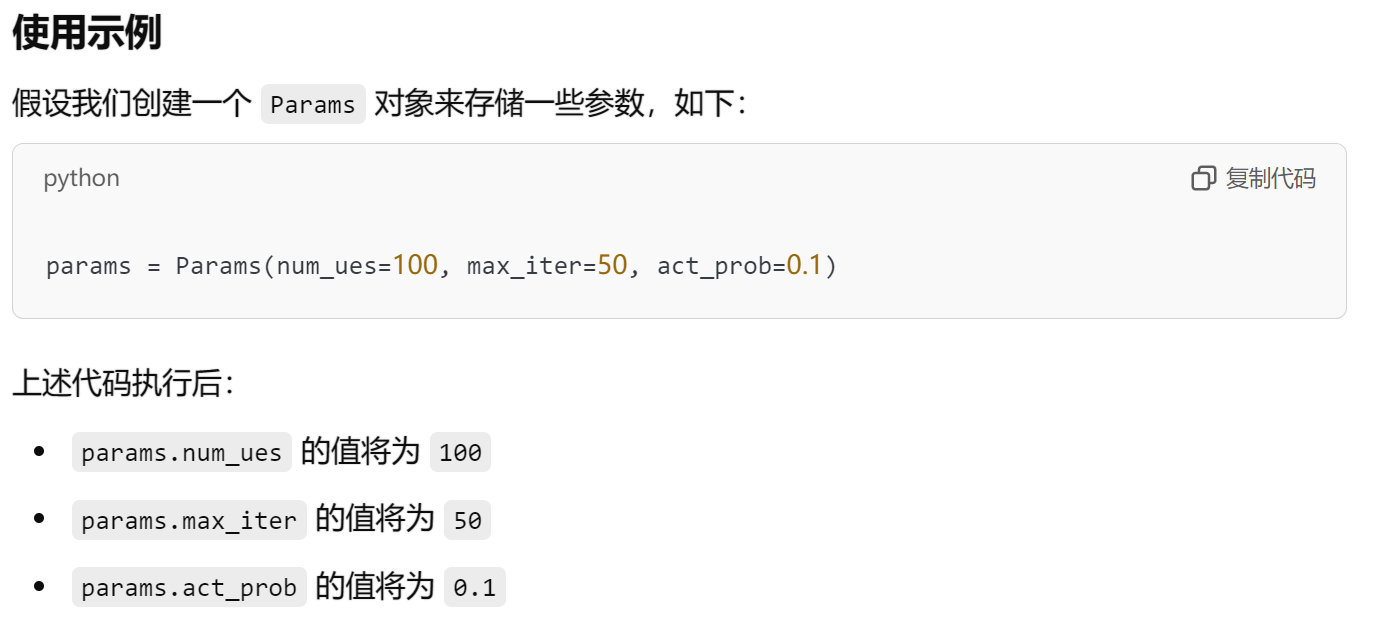 使用示例
假设我们创建一个 Params 对象来存储一些参数，如下：
python
复制代码
params = Params(num_ues=100, max_iter=50, act_prob=0.1)
上述代码执行后：
• params.num_ues 的值将为 100
• params.max_iter 的值将为 50
• params.act_prob 的值将为 0.1